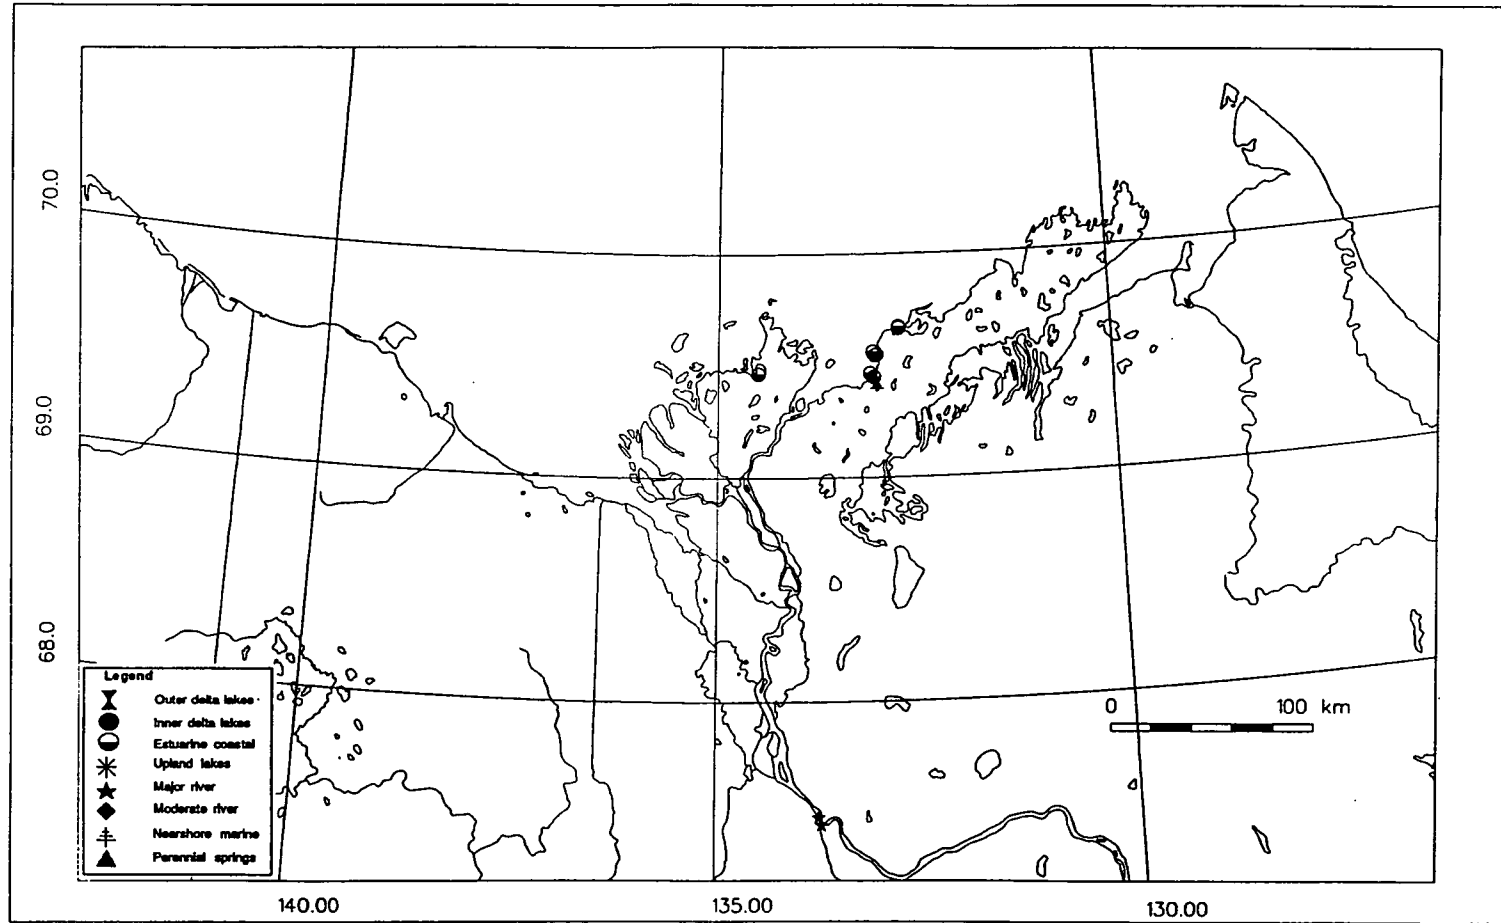 70.0
69.0
68.0
Legend
Outer delta lakes
Inner delta lakes
Estuarine coastal
Upland lakes
Major river
Moderate river
Nearshore marine
Perennial springs
0 100 km
140.00 135.00 130.00